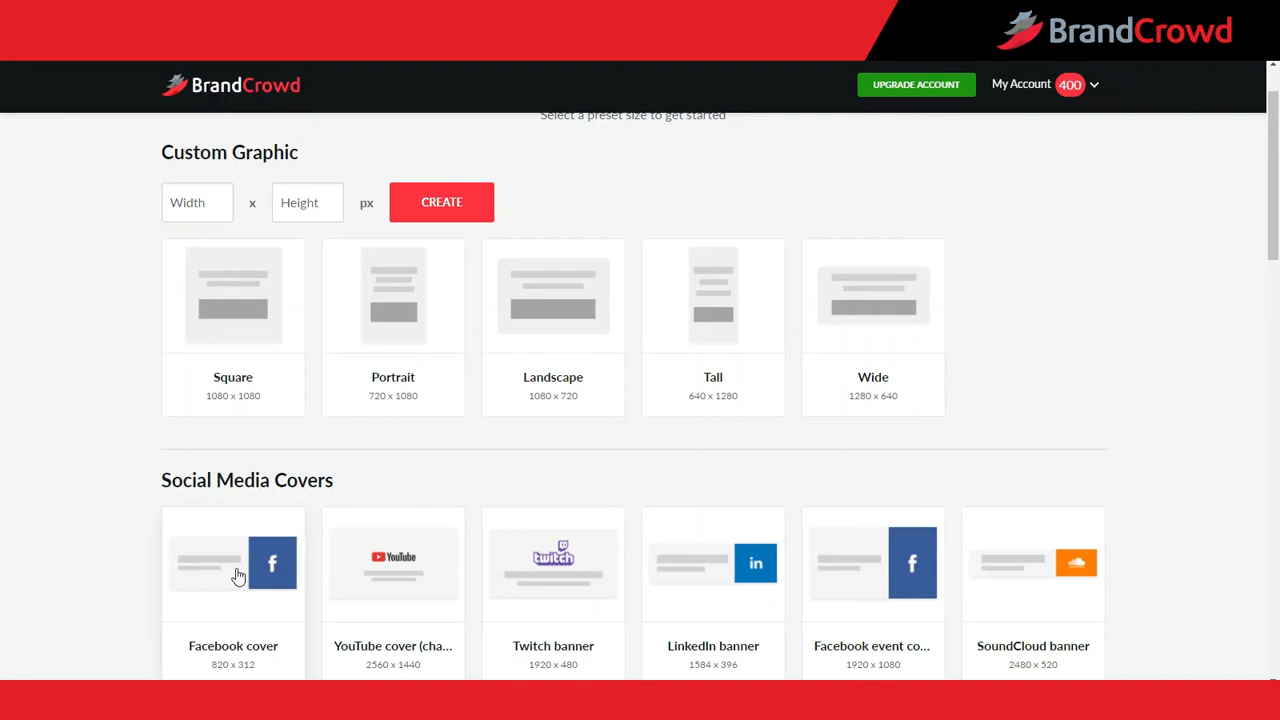 BrandCrowd
BrandCrowd
UPGRADE ACCOUNT
My Account 400
Select a preset size to get started
Custom Graphic
Width x Height px CREATE
Square Portrait Landscape Tall Wide
1080 x 1080 720 x 1080 1080 x 720 640 x 1280 1280 x 640
Social Media Covers
f YouTube twitch in f
Facebook cover YouTube cover (cha... Twitch banner LinkedIn banner Facebook event co... SoundCloud banner
820 x 312 2560 x 1440 1920 x 480 1584 x 396 1920 x 1080 2480 x 520